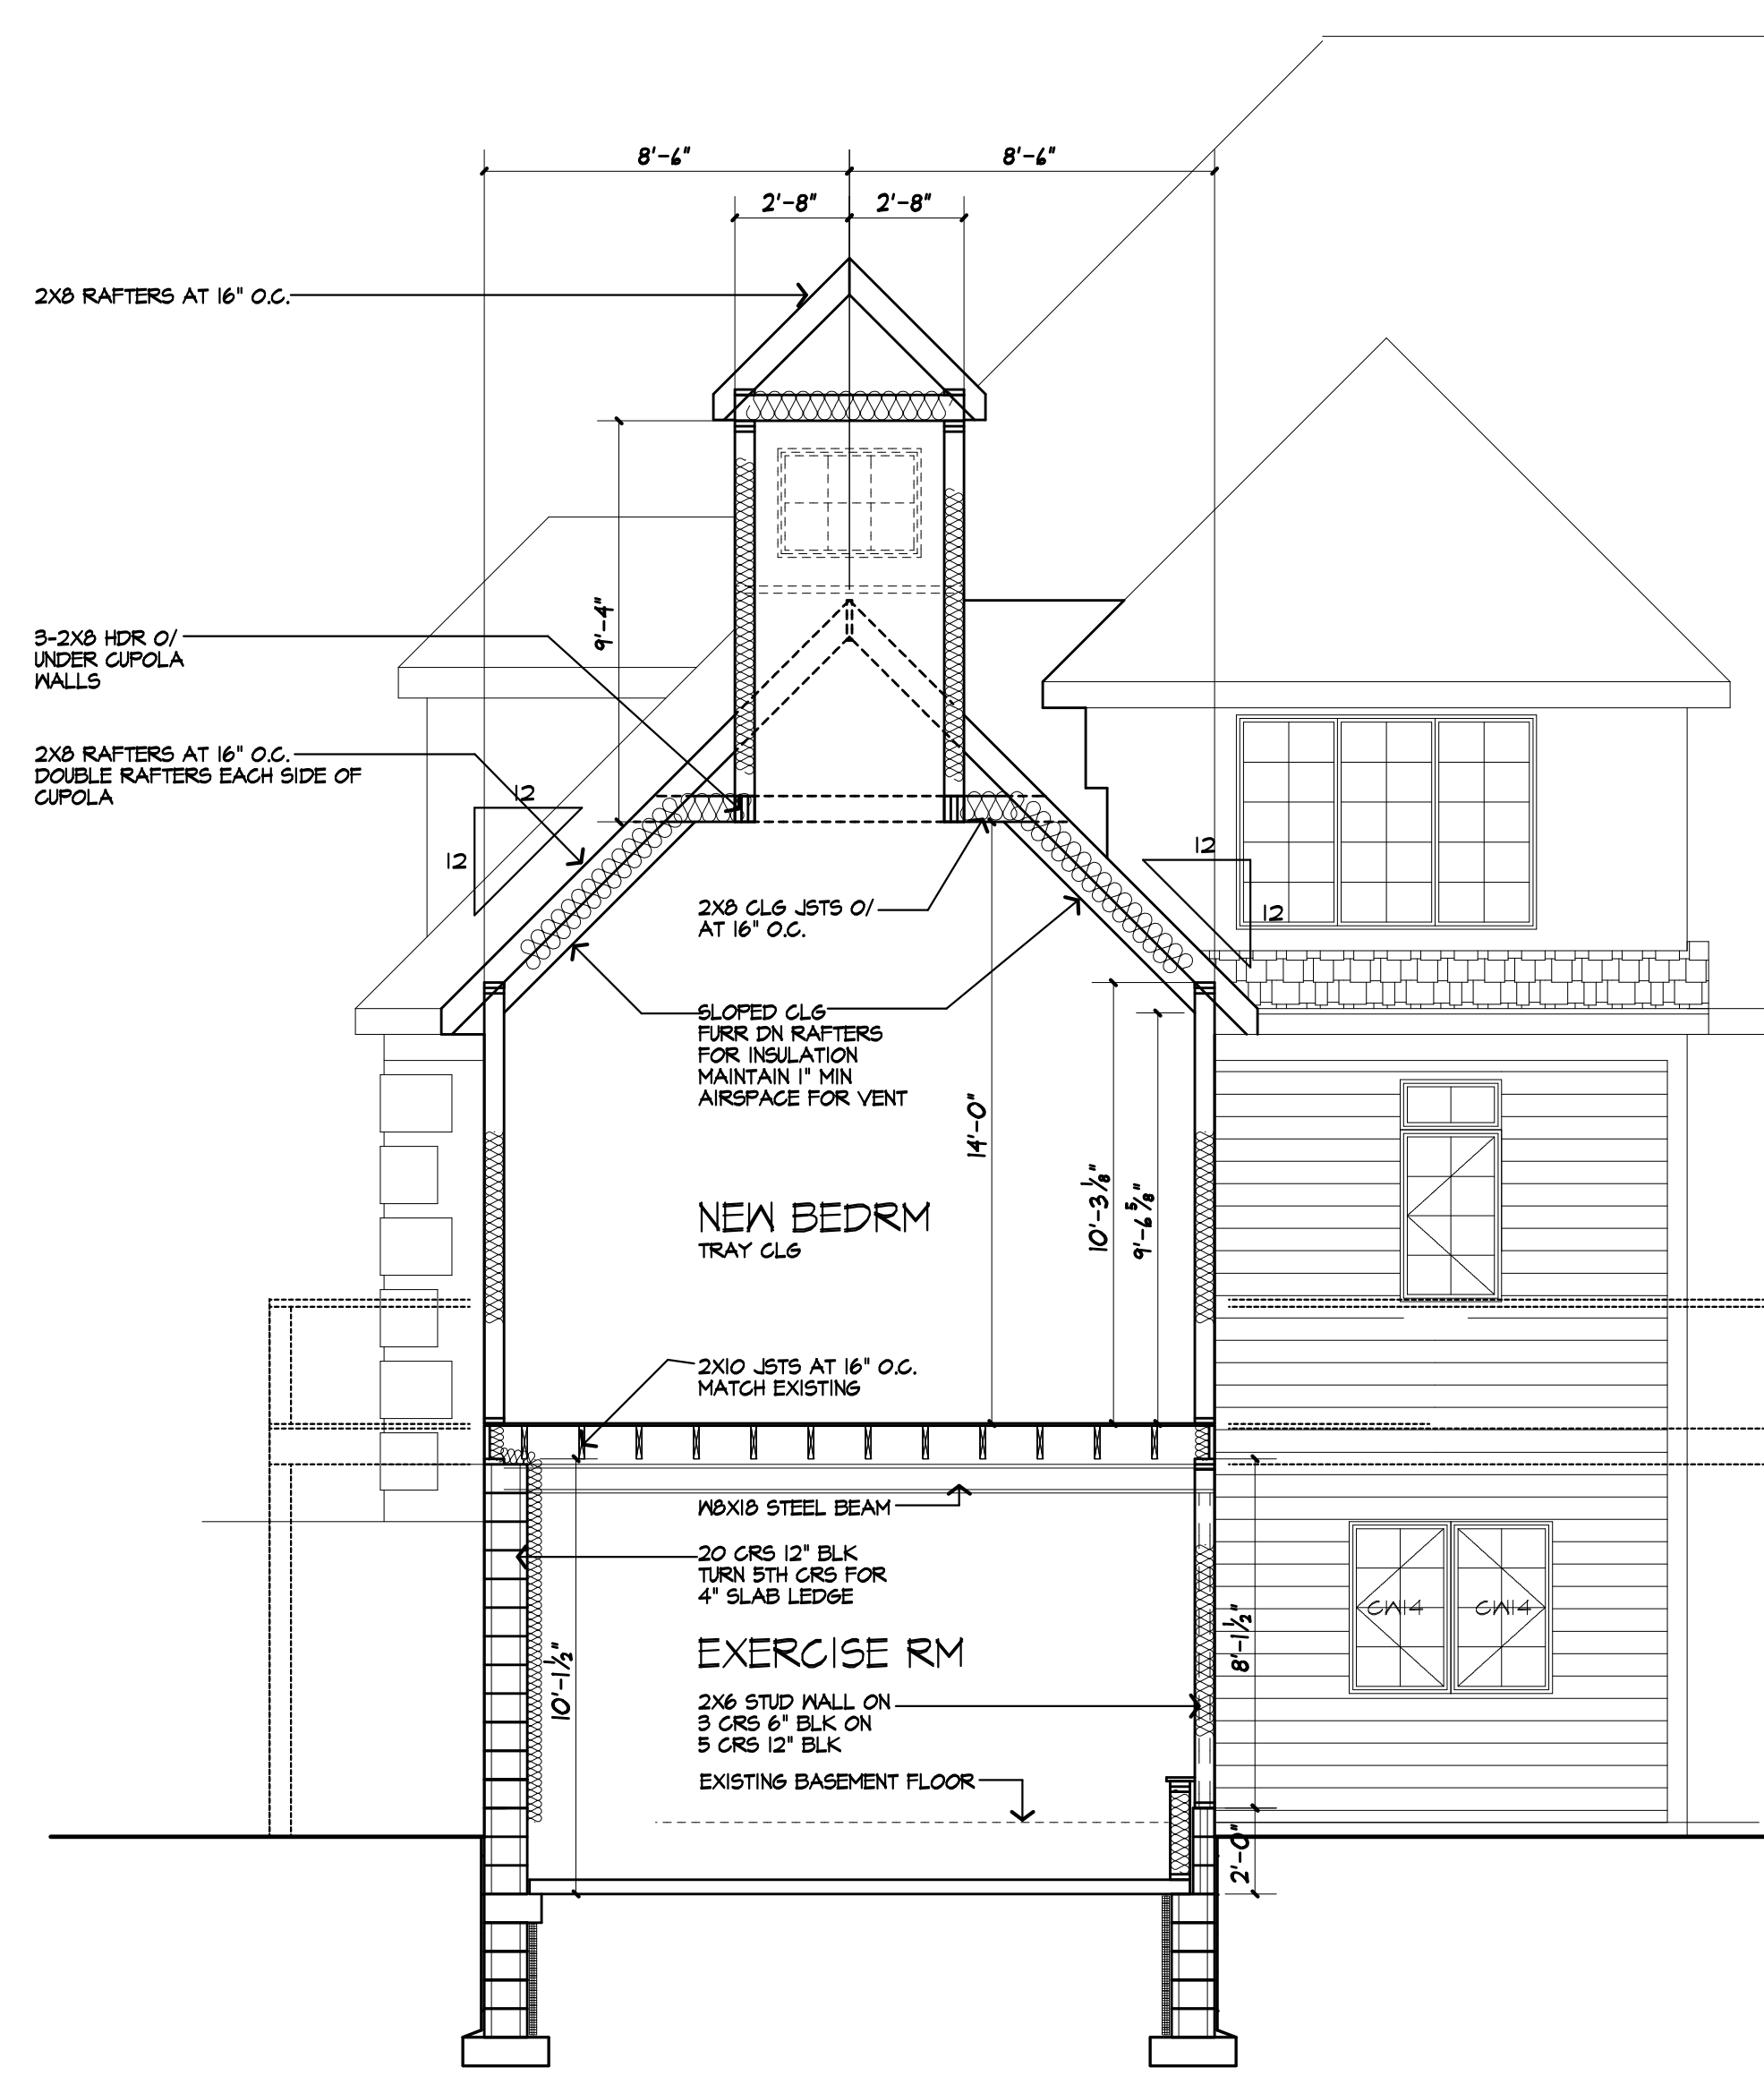 8'-6" 8'-6"
2'-8" 2'-8"
2X8 RAFTERS AT 16" O.C.
9'-4"
3-2X8 HDR O/
UNDER CUPOLA
WALLS
2X8 RAFTERS AT 16" O.C.
DOUBLE RAFTERS EACH SIDE OF
CUPOLA
12
12
12
12
2X8 CLG JSTS O/
AT 16" O.C.
SLOPED CLG
FURR DN RAFTERS
FOR INSULATION
MAINTAIN 1" MIN
AIRSPACE FOR VENT
14'-0"
10'-3 1/8"
9'-6 5/8"
NEW BEDRM
TRAY CLG
2X10 JSTS AT 16" O.C.
MATCH EXISTING
W8X18 STEEL BEAM
20 CRS 12" BLK
TURN 5TH CRS FOR
4" SLAB LEDGE
CW14 CW14
10'-1 1/2"
8'-1 1/2"
EXERCISE RM
2X6 STUD WALL ON
3 CRS 6" BLK ON
5 CRS 12" BLK
EXISTING BASEMENT FLOOR
2'-0"